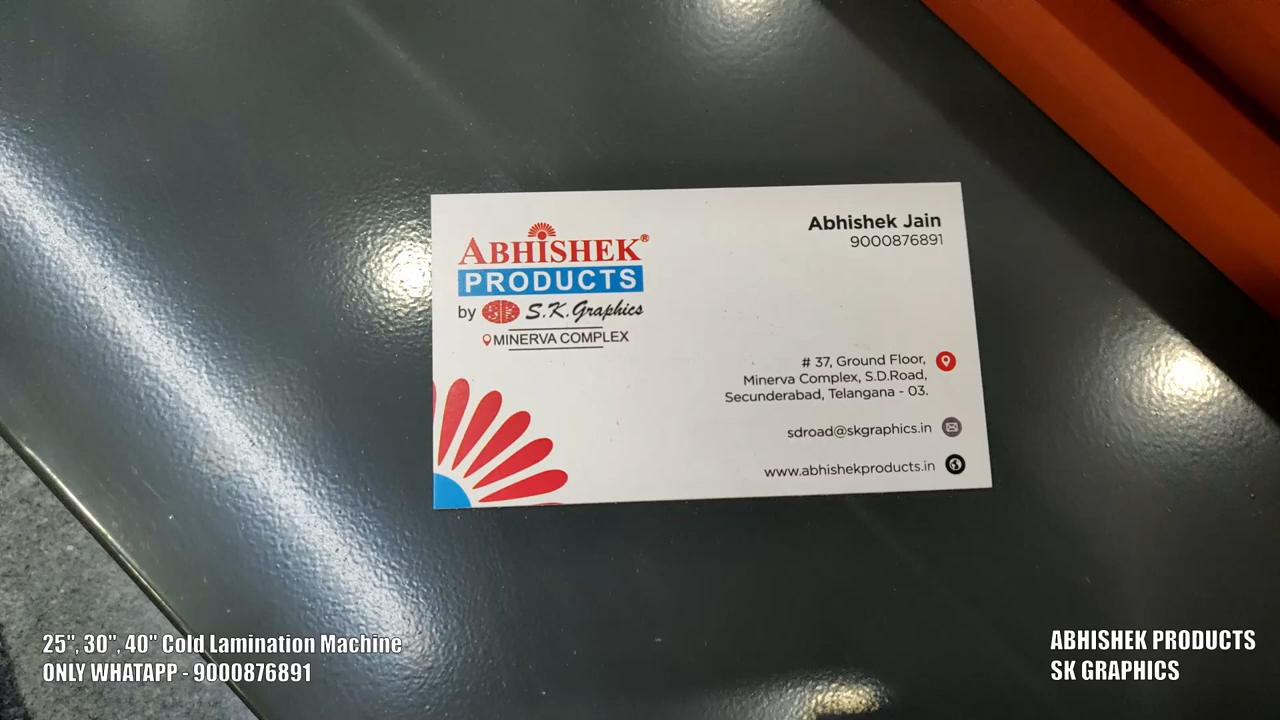 ABHISHEK®
PRODUCTS
by S.K.Graphics
MINERVA COMPLEX
Abhishek Jain
9000876891
# 37, Ground Floor,
Minerva Complex, S.D.Road,
Secunderabad, Telangana - 03.
sdroad@skgraphics.in
www.abhishekproducts.in
25", 30", 40" Cold Lamination Machine
ONLY WHATAPP - 9000876891
ABHISHEK PRODUCTS
SK GRAPHICS